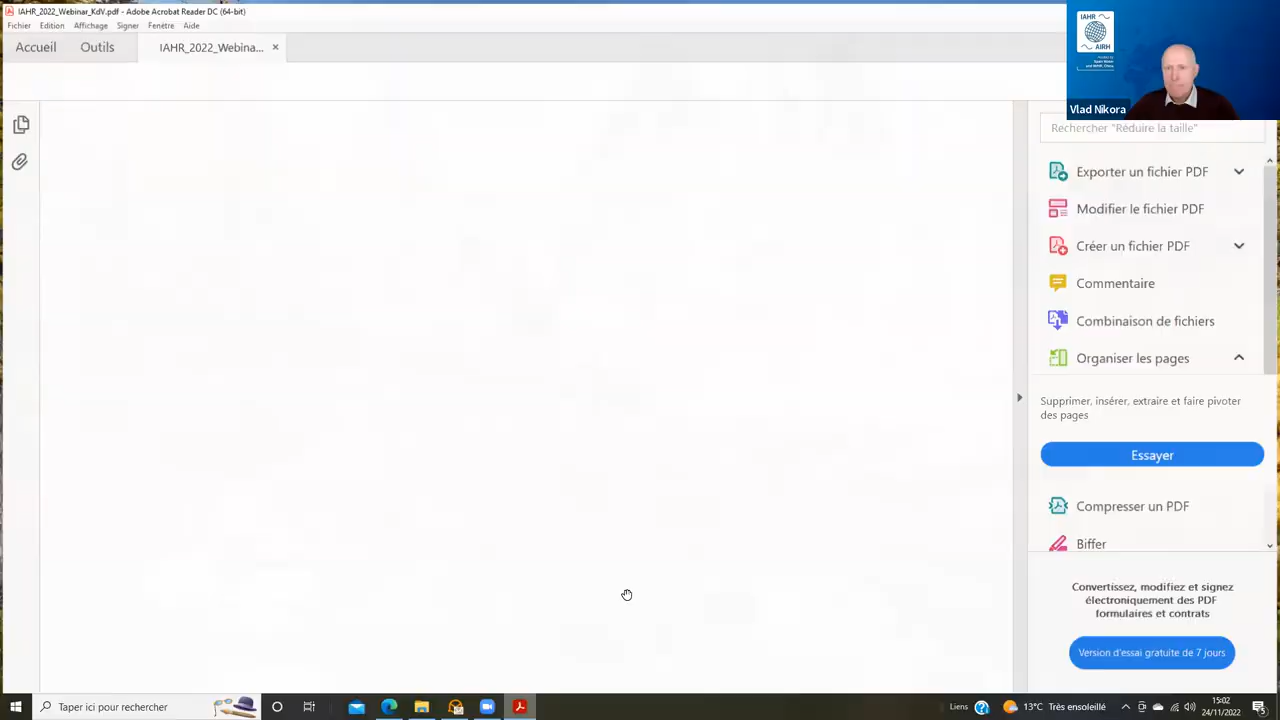 IAHR_2022_Webinar_KdV.pdf - Adobe Acrobat Reader DC (64-bit)
Fichier Edition Affichage Signer Fenêtre Aide
Accueil Outils IAHR_2022_Webina... ×
IAHR
AIRH
Vlad Nikora
Rechercher "Réduire la taille"
Exporter un fichier PDF
Modifier le fichier PDF
Créer un fichier PDF
Commentaire
Combinaison de fichiers
Organiser les pages
Supprimer, insérer, extraire et faire pivoter
des pages
Essayer
Compresser un PDF
Biffer
Convertissez, modifiez et signez
électroniquement des PDF
formulaires et contrats
Version d'essai gratuite de 7 jours
Taper ici pour rechercher
Liens
13°C Très ensoleillé
15:02
24/11/2022